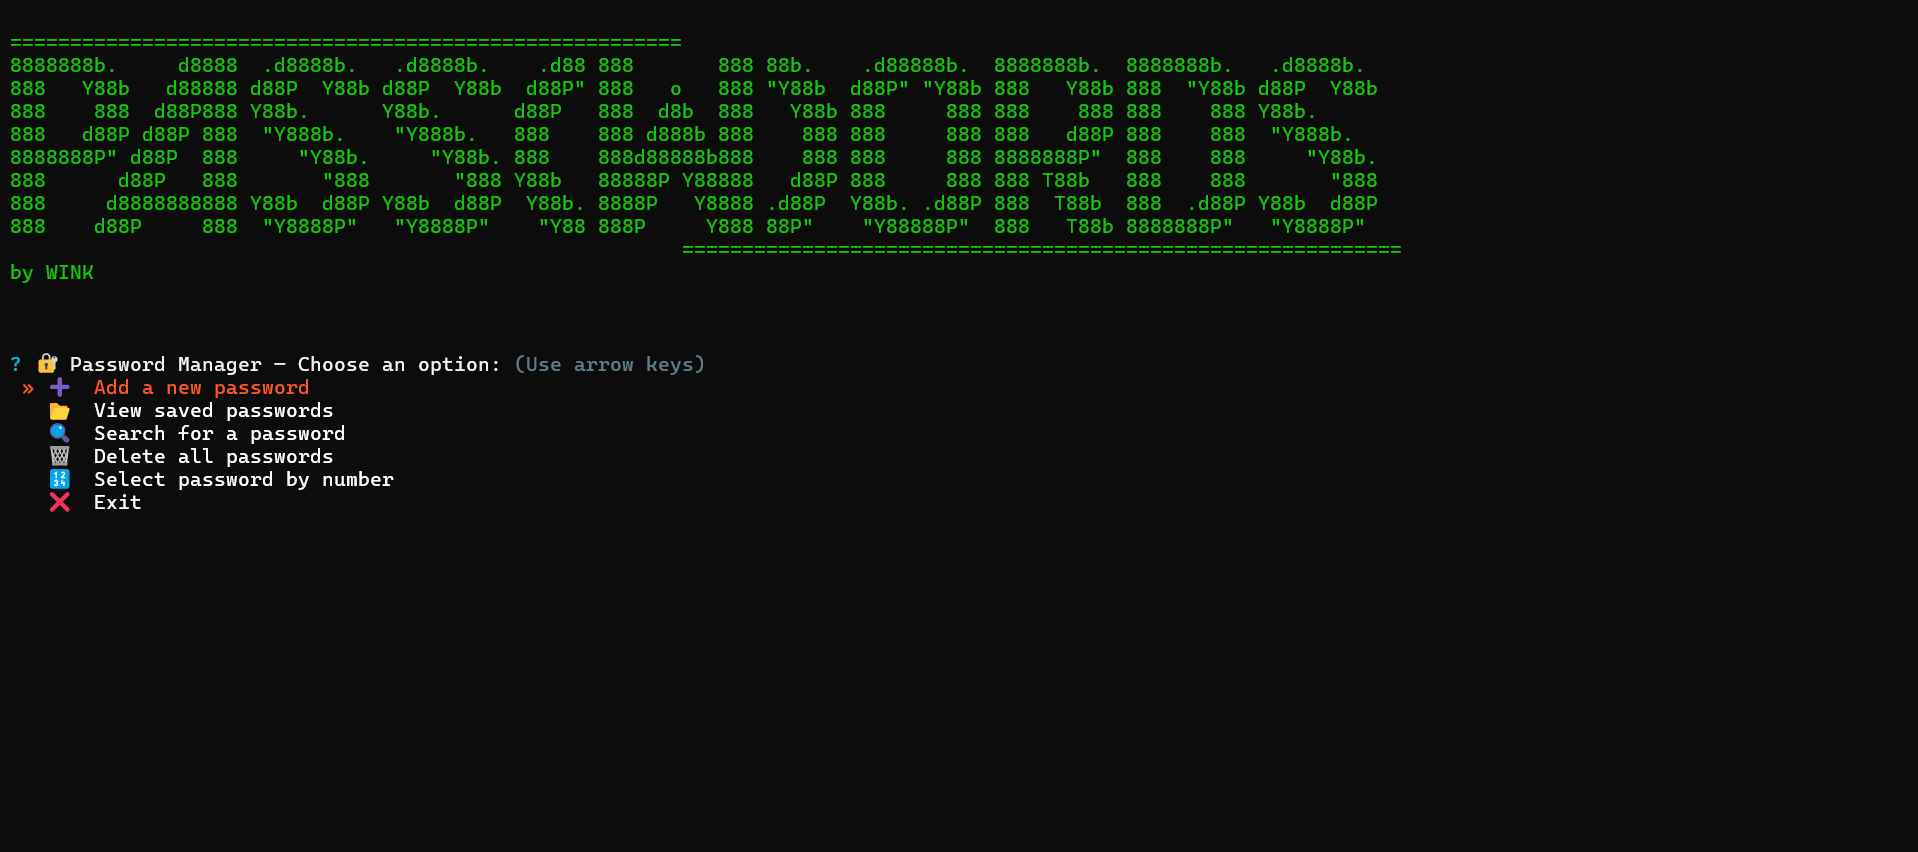 ========================================================
8888888b.     d8888  .d8888b.   .d8888b.    .d88 888       888 88b.    .d88888b.  8888888b.  8888888b.   .d8888b.
888   Y88b   d88888 d88P  Y88b d88P  Y88b  d88P" 888   o   888 "Y88b  d88P" "Y88b 888   Y88b 888  "Y88b d88P  Y88b
888    888  d88P888 Y88b.      Y88b.      d88P   888  d8b  888   Y88b 888     888 888    888 888    888 Y88b.
888   d88P d88P 888  "Y888b.    "Y888b.   888    888 d888b 888    888 888     888 888   d88P 888    888  "Y888b.
8888888P" d88P  888     "Y88b.     "Y88b. 888    888d88888b888    888 888     888 8888888P"  888    888     "Y88b.
888      d88P   888       "888       "888 Y88b   88888P Y88888   d88P 888     888 888 T88b   888    888       "888
888     d8888888888 Y88b  d88P Y88b  d88P  Y88b. 8888P   Y8888 .d88P  Y88b. .d88P 888  T88b  888  .d88P Y88b  d88P
888    d88P     888  "Y8888P"   "Y8888P"    "Y88 888P     Y888 88P"    "Y88888P"  888   T88b 8888888P"   "Y8888P"
============================================================
by WINK
? 🔐 Password Manager — Choose an option: (Use arrow keys)
» ➕ Add a new password
📂 View saved passwords
🔍 Search for a password
🗑 Delete all passwords
🔢 Select password by number
❌ Exit